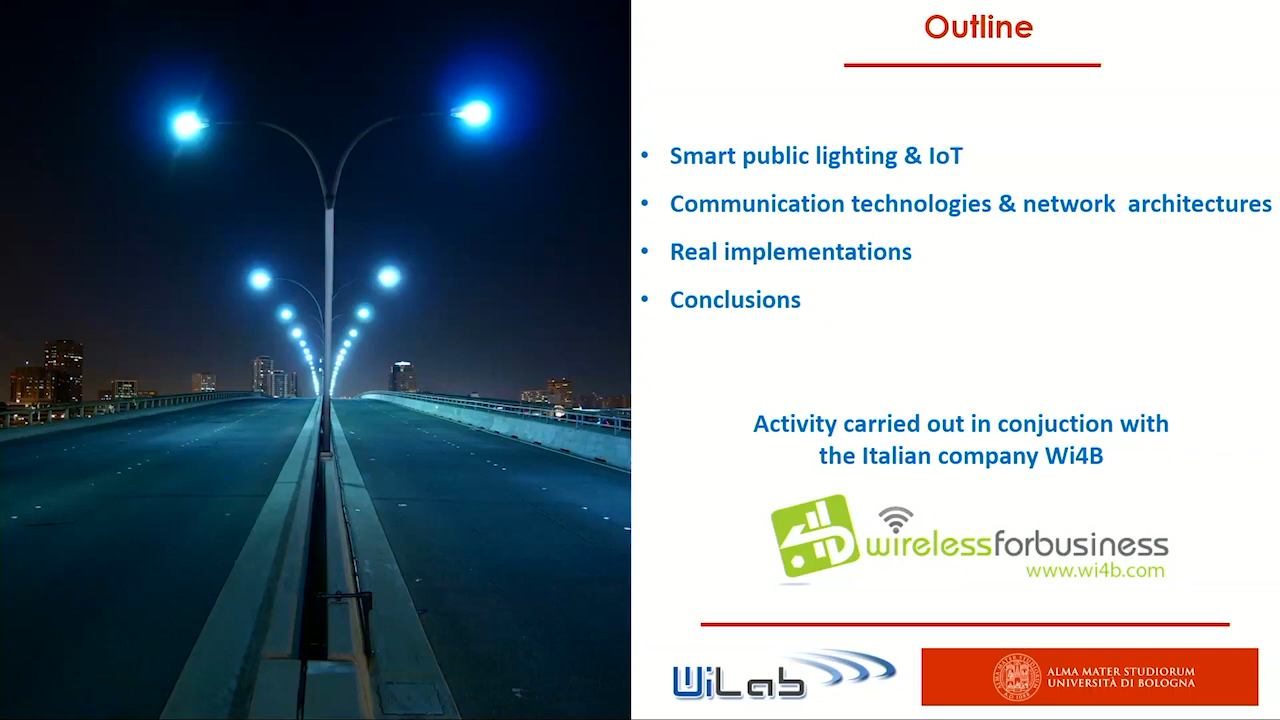 Outline
• Smart public lighting & IoT
• Communication technologies & network architectures
• Real implementations
• Conclusions
Activity carried out in conjuction with
the Italian company Wi4B
wirelessforbusiness
www.wi4b.com
WiLab
ALMA MATER STUDIORUM
UNIVERSITÀ DI BOLOGNA